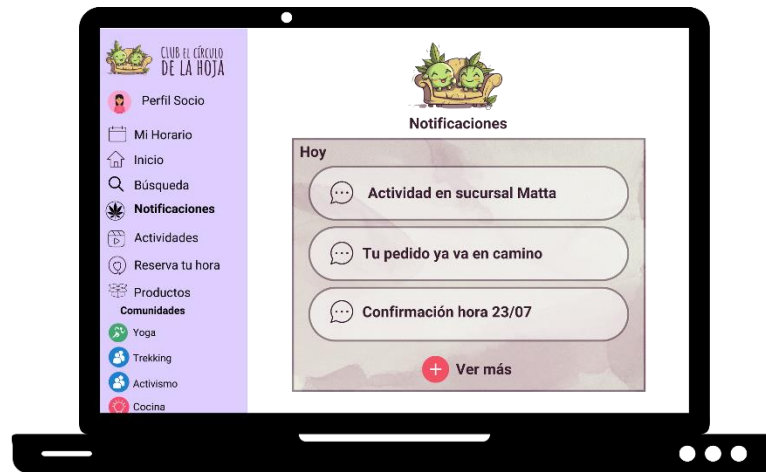 CLUB EL CÍRCULO
DE LA HOJA
Perfil Socio
Mi Horario
Inicio
Búsqueda
Notificaciones
Actividades
Reserva tu hora
Productos
Comunidades
Yoga
Trekking
Activismo
Cocina
Notificaciones
Hoy
Actividad en sucursal Matta
Tu pedido ya va en camino
Confirmación hora 23/07
Ver más